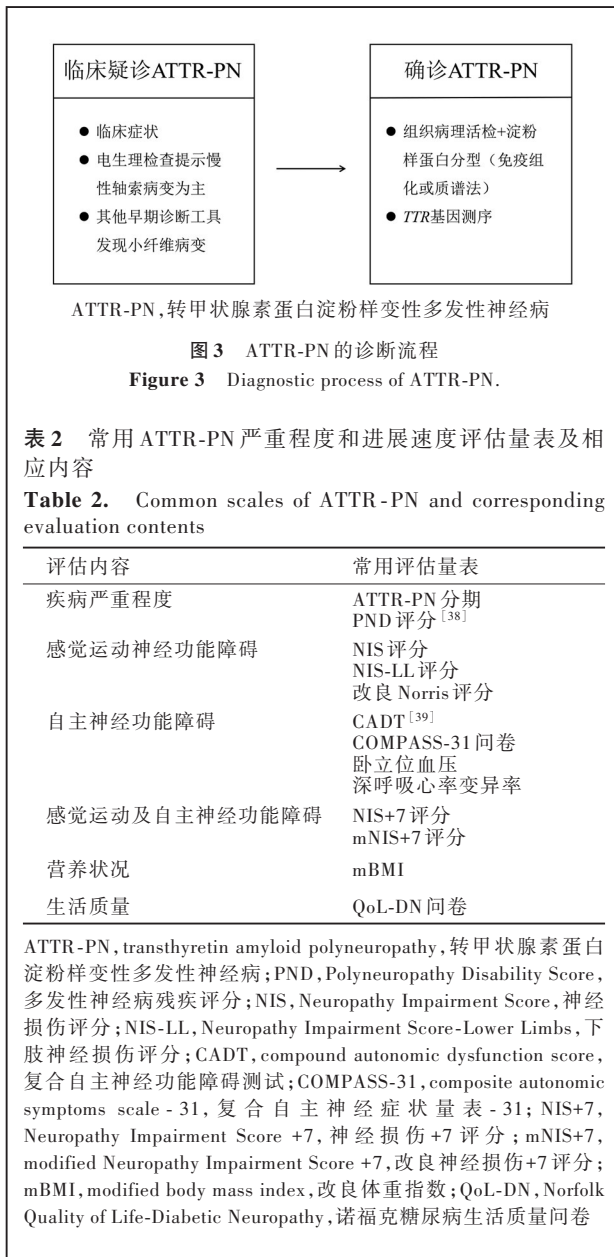 临床疑诊ATTR-PN
● 临床症状
● 电生理检查提示慢
性轴索病变为主
● 其他早期诊断工具
发现小纤维病变
确诊ATTR-PN
● 组织病理活检+淀粉
样蛋白分型（免疫组
化或质谱法）
● TTR基因测序
ATTR-PN,转甲状腺素蛋白淀粉样变性多发性神经病
图3 ATTR-PN的诊断流程
Figure 3 Diagnostic process of ATTR-PN.
表2 常用ATTR-PN严重程度和进展速度评估量表及相
应内容
Table 2. Common scales of ATTR-PN and corresponding
evaluation contents
评估内容 常用评估量表
疾病严重程度 ATTR-PN分期
PND评分[38]
感觉运动神经功能障碍 NIS评分
NIS-LL评分
改良Norris评分
自主神经功能障碍 CADT[39]
COMPASS-31问卷
卧立位血压
深呼吸心率变异率
感觉运动及自主神经功能障碍 NIS+7评分
mNIS+7评分
营养状况 mBMI
生活质量 QoL-DN问卷
ATTR-PN,transthyretin amyloid polyneuropathy,转甲状腺素蛋白
淀粉样变性多发性神经病;PND,Polyneuropathy Disability Score,
多发性神经病残疾评分;NIS,Neuropathy Impairment Score,神经
损伤评分;NIS-LL,Neuropathy Impairment Score-Lower Limbs,下
肢神经损伤评分;CADT,compound autonomic dysfunction score,
复合自主神经功能障碍测试;COMPASS-31,composite autonomic
symptoms scale - 31,复合自主神经症状量表-31;NIS+7,
Neuropathy Impairment Score +7,神经损伤+7评分;mNIS+7,
modified Neuropathy Impairment Score +7,改良神经损伤+7评分;
mBMI,modified body mass index,改良体重指数;QoL-DN,Norfolk
Quality of Life-Diabetic Neuropathy,诺福克糖尿病生活质量问卷